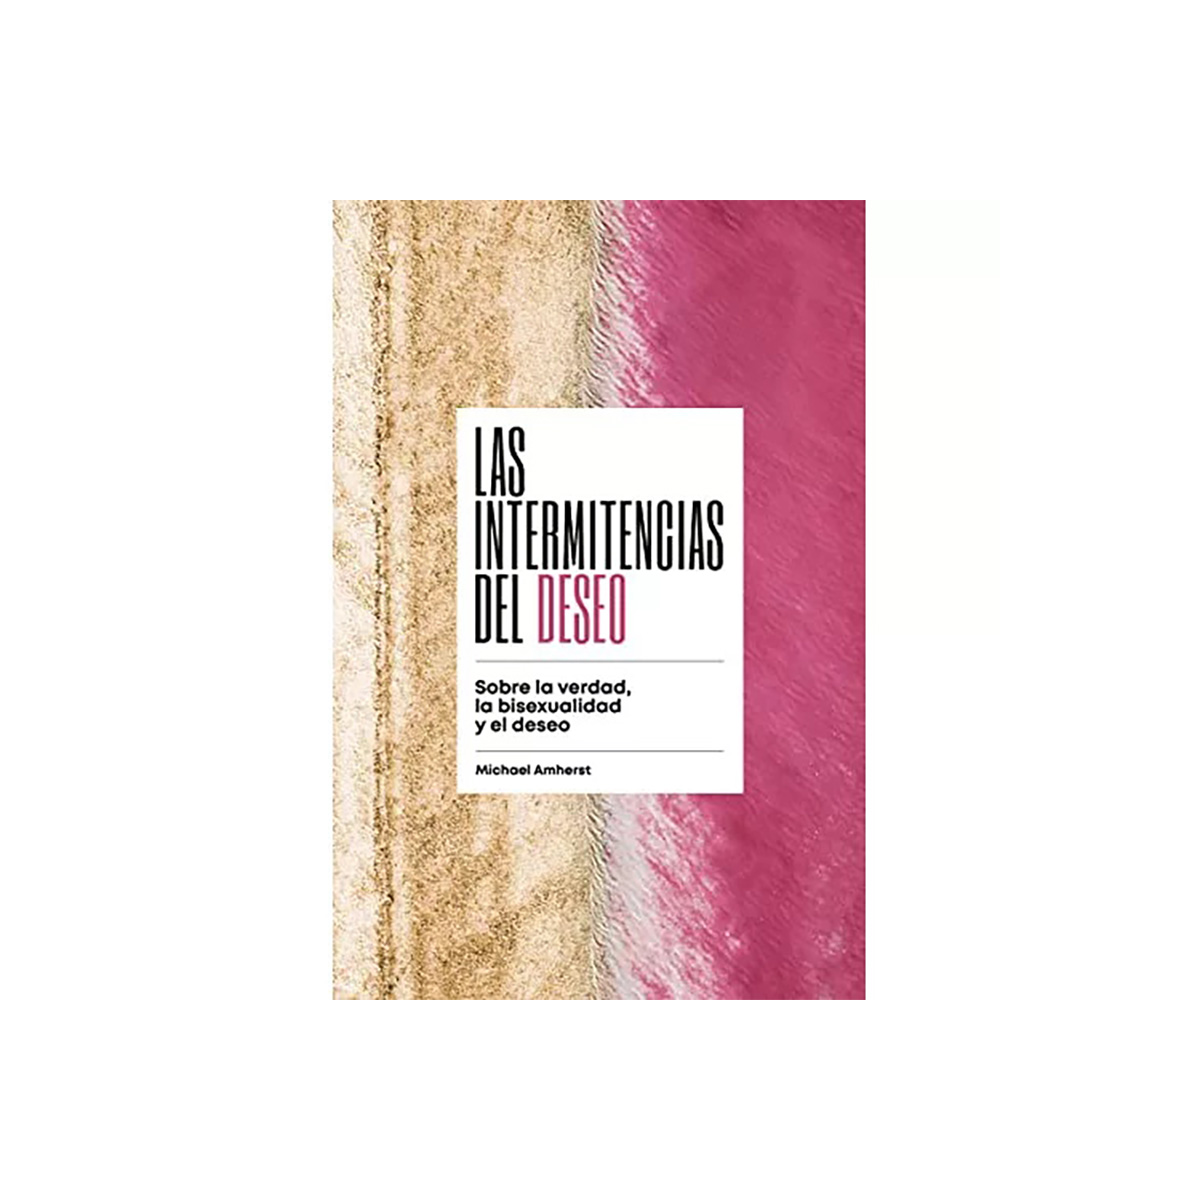 LAS
INTERMITENCIAS
DEL DESEO
Sobre la verdad,
la bisexualidad
y el deseo
Michael Amherst